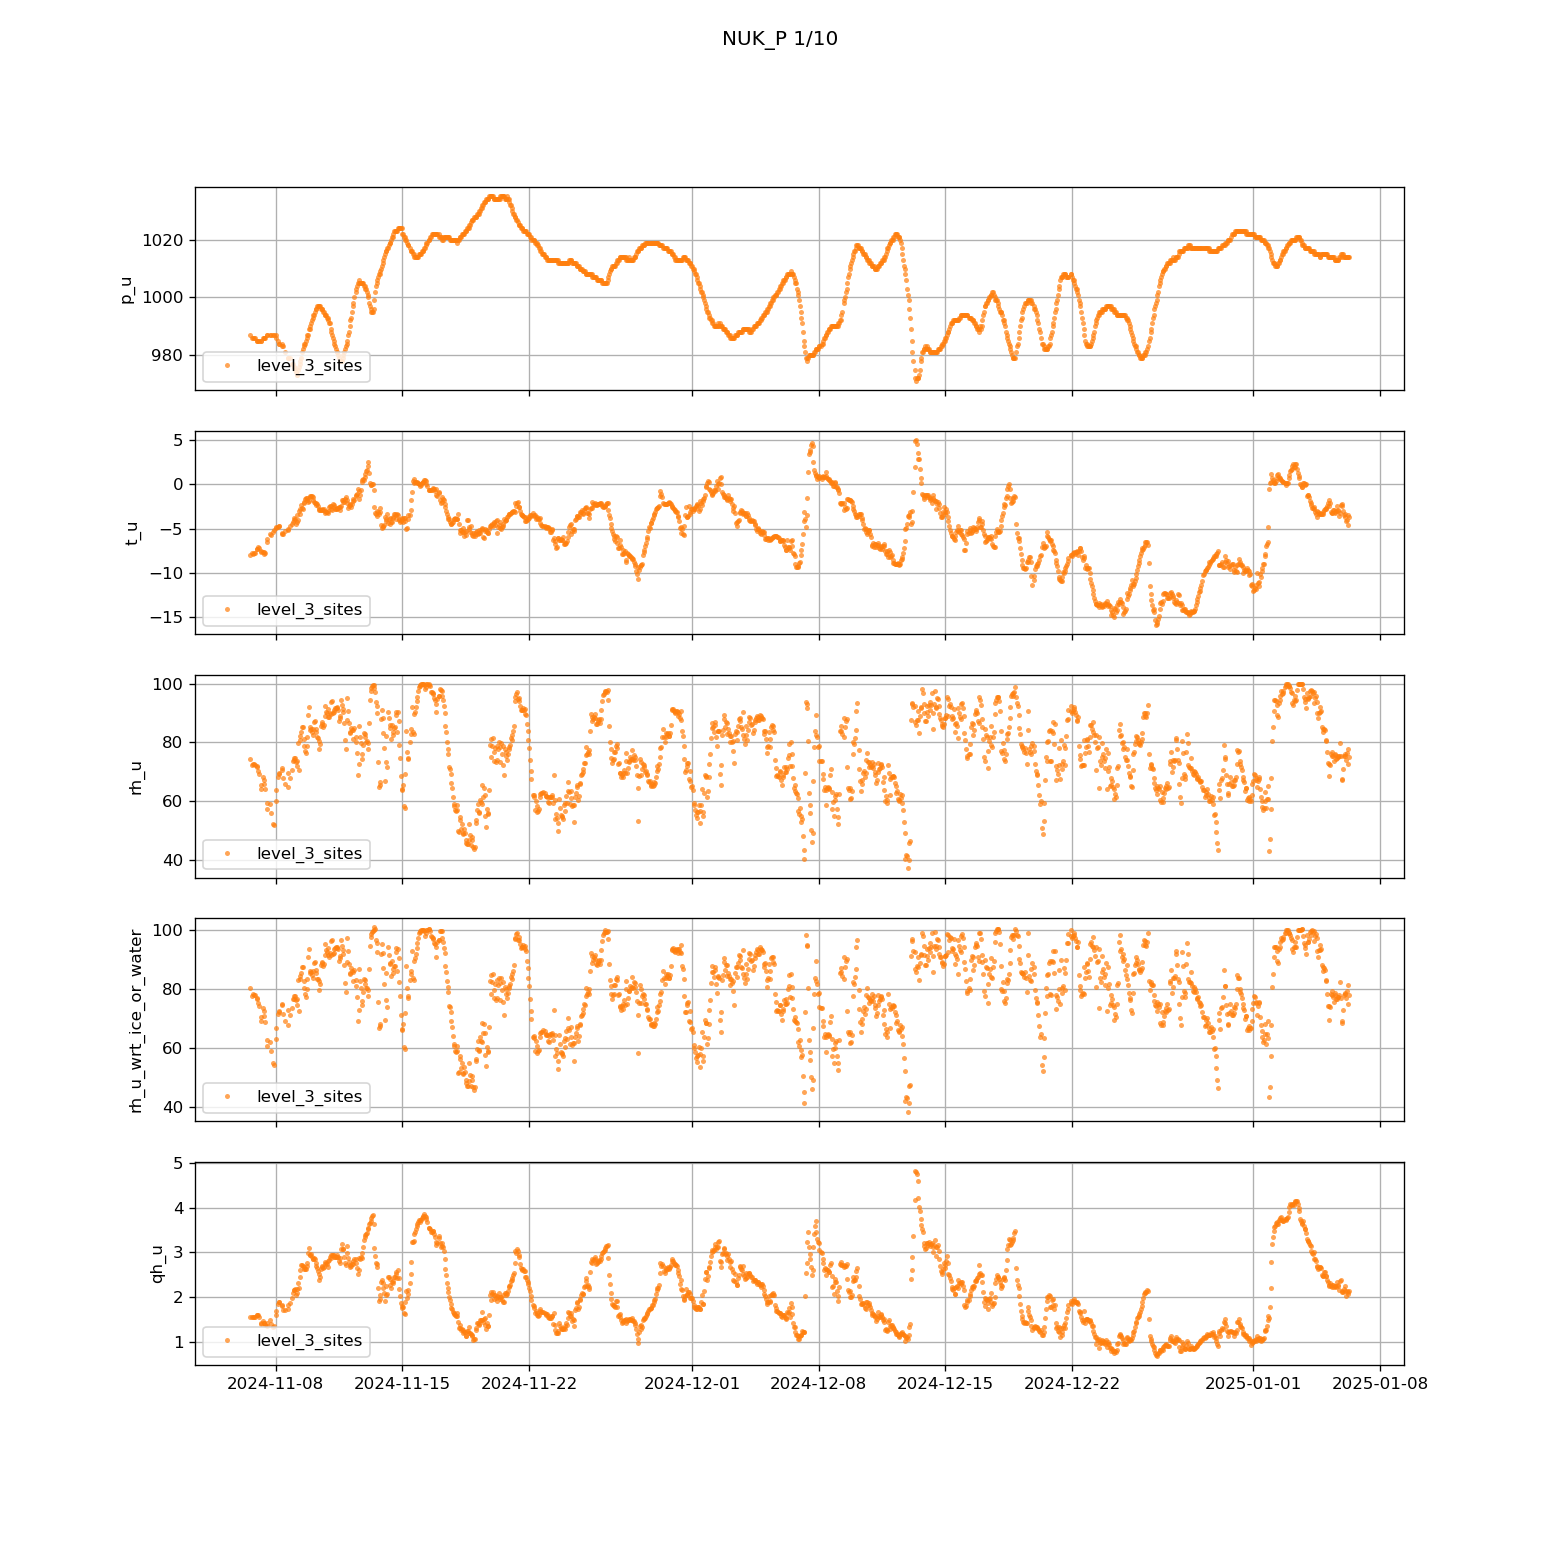 NUK_P 1/10
1020
1000
980
p_u
level_3_sites
5
0
−5
−10
−15
t_u
level_3_sites
100
80
60
40
rh_u
level_3_sites
100
80
60
40
rh_u_wrt_ice_or_water
level_3_sites
5
4
3
2
1
qh_u
level_3_sites
2024-11-08 2024-11-15 2024-11-22 2024-12-01 2024-12-08 2024-12-15 2024-12-22 2025-01-01 2025-01-08